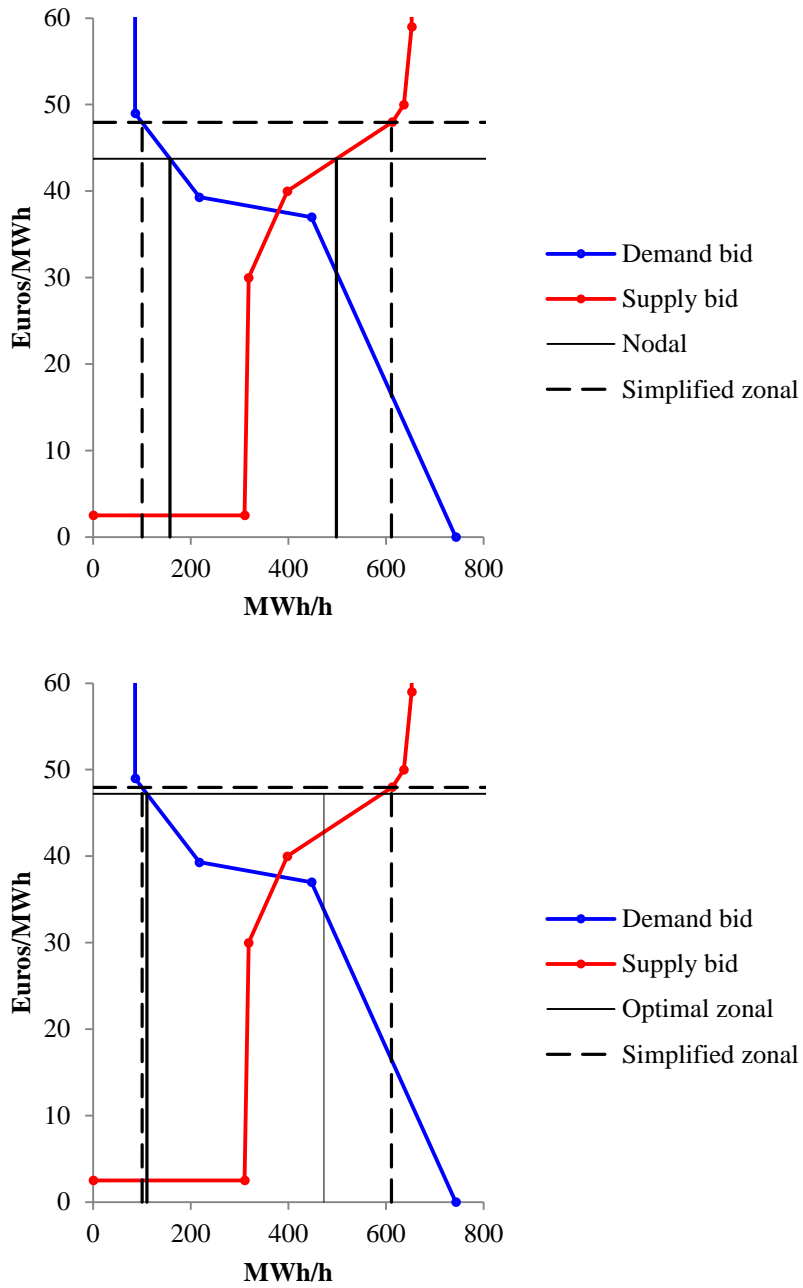 60
50
40
30
20
10
0
Euros/MWh
0 200 400 600 800
MWh/h
Demand bid
Supply bid
Nodal
Simplified zonal
60
50
40
30
20
10
0
Euros/MWh
0 200 400 600 800
MWh/h
Demand bid
Supply bid
Optimal zonal
Simplified zonal